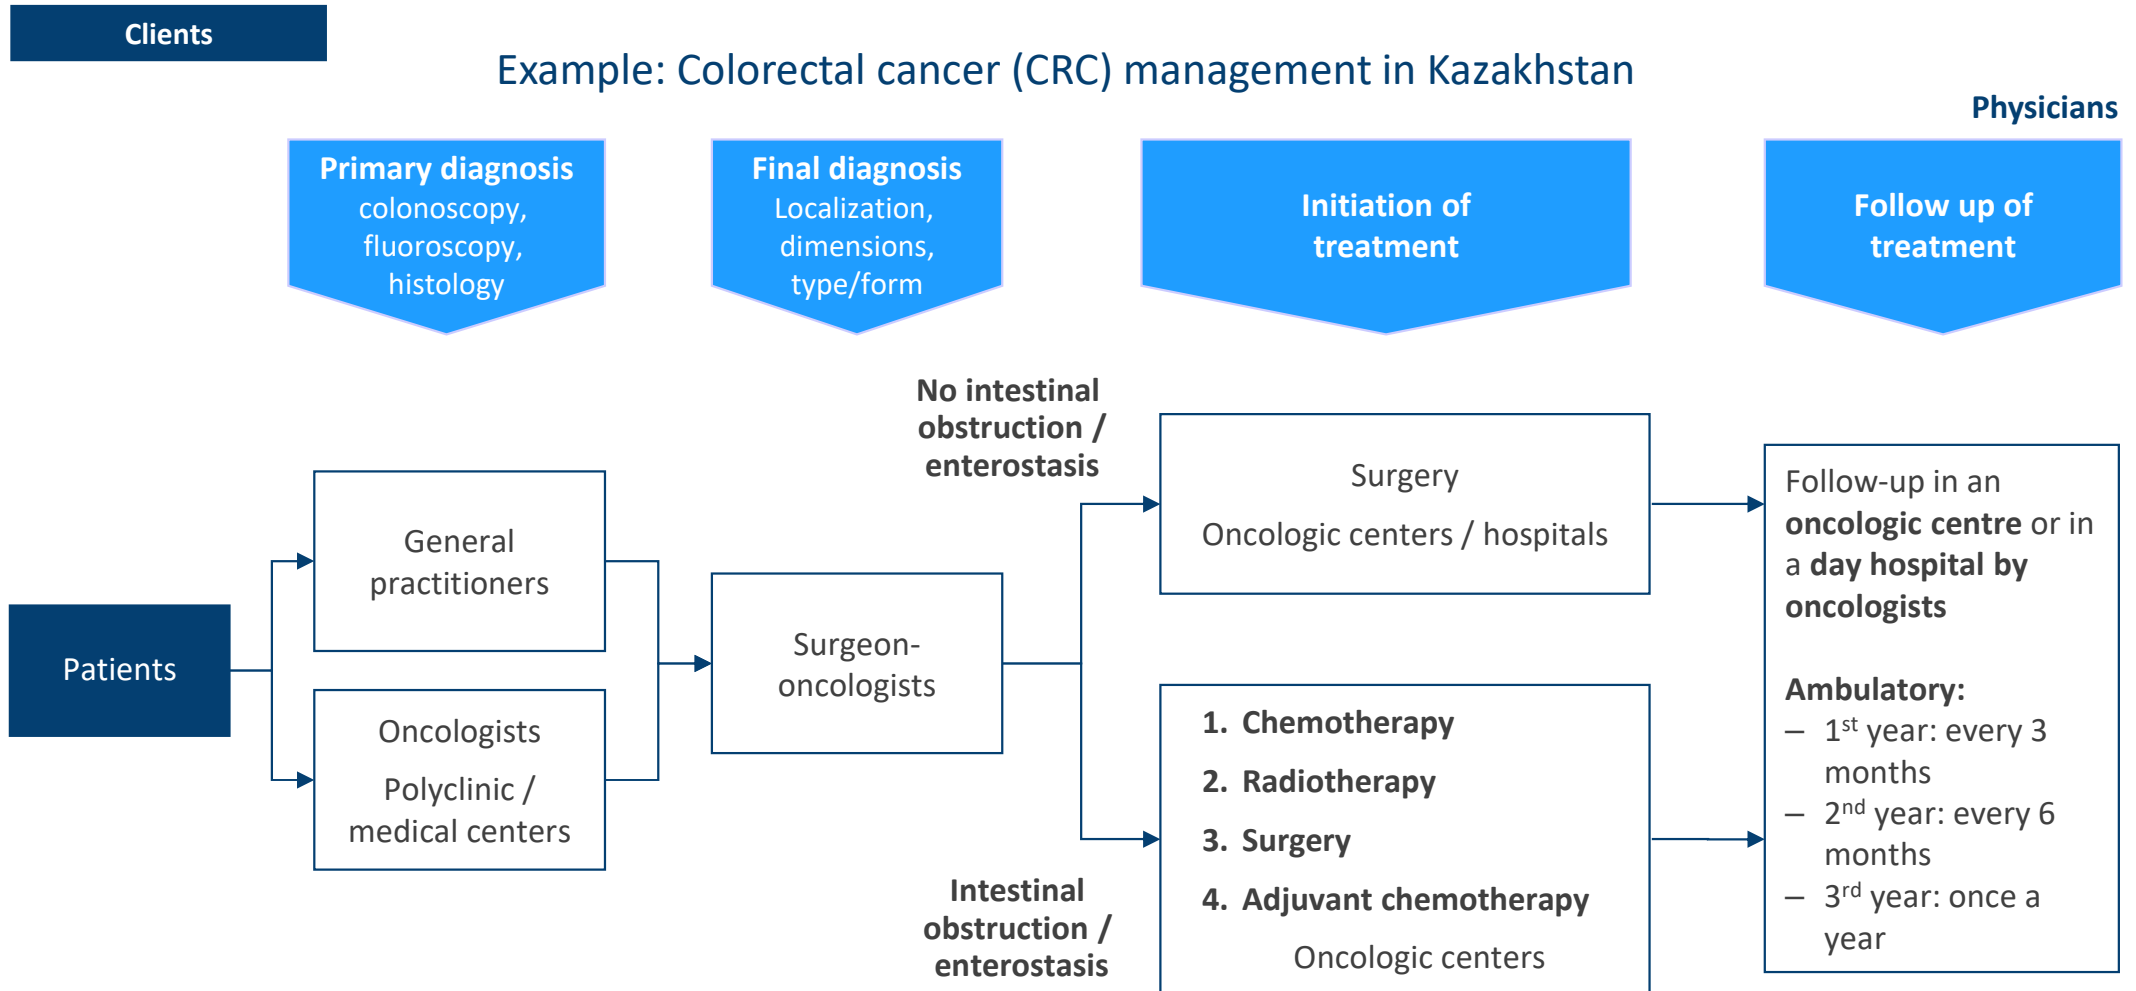 Clients
Example: Colorectal cancer (CRC) management in Kazakhstan
Physicians
Primary diagnosis
colonoscopy,
fluoroscopy,
histology
Final diagnosis
Localization,
dimensions,
type/form
Initiation of
treatment
Follow up of
treatment
Patients
General
practitioners
Oncologists
Polyclinic /
medical centers
Surgeon-
oncologists
No intestinal
obstruction /
enterostasis
Surgery
Oncologic centers / hospitals
Intestinal
obstruction /
enterostasis
1. Chemotherapy
2. Radiotherapy
3. Surgery
4. Adjuvant chemotherapy
Oncologic centers
Follow-up in an
oncologic centre or in
a day hospital by
oncologists
Ambulatory:
– 1st year: every 3
months
– 2nd year: every 6
months
– 3rd year: once a
year